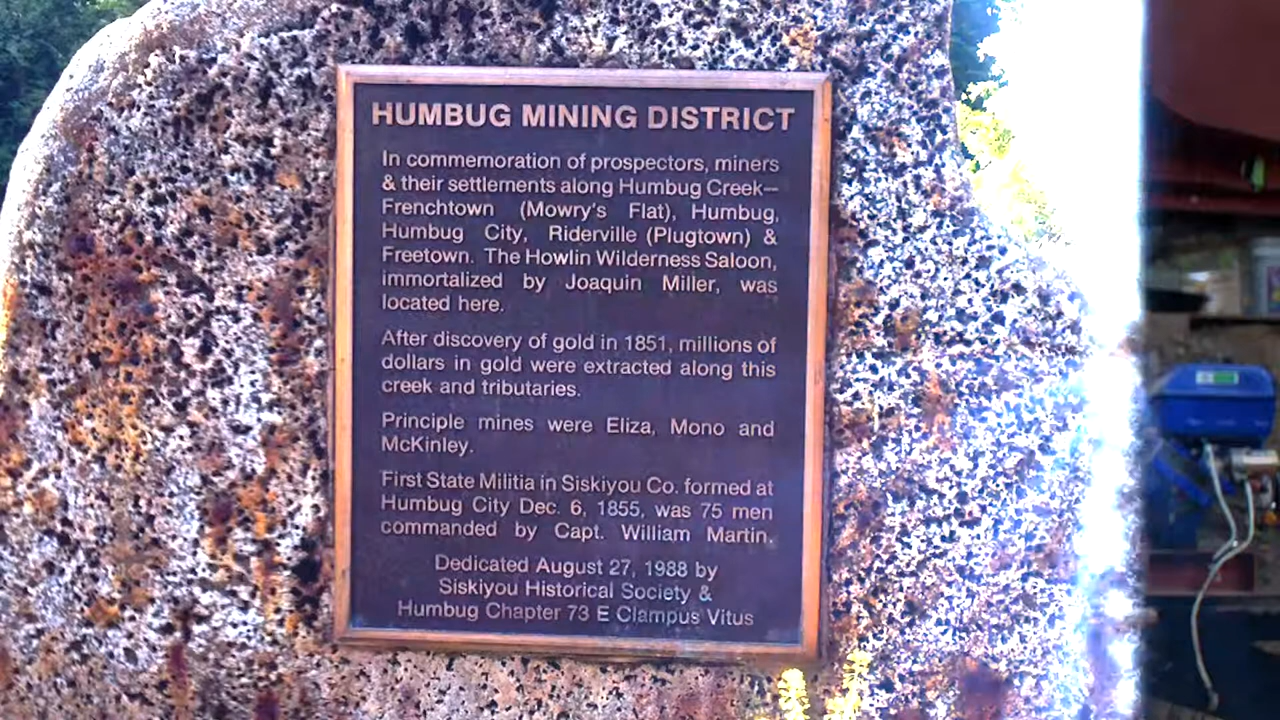 HUMBUG MINING DISTRICT
In commemoration of prospectors, miners
& their settlements along Humbug Creek—
Frenchtown (Mowry's Flat), Humbug,
Humbug City, Riderville (Plugtown) &
Freetown. The Howlin Wilderness Saloon,
immortalized by Joaquin Miller, was
located here.
After discovery of gold in 1851, millions of
dollars in gold were extracted along this
creek and tributaries.
Principle mines were Eliza, Mono and
McKinley.
First State Militia in Siskiyou Co. formed at
Humbug City Dec. 6, 1855, was 75 men
commanded by Capt. William Martin.
Dedicated August 27, 1988 by
Siskiyou Historical Society &
Humbug Chapter 73 E Clampus Vitus